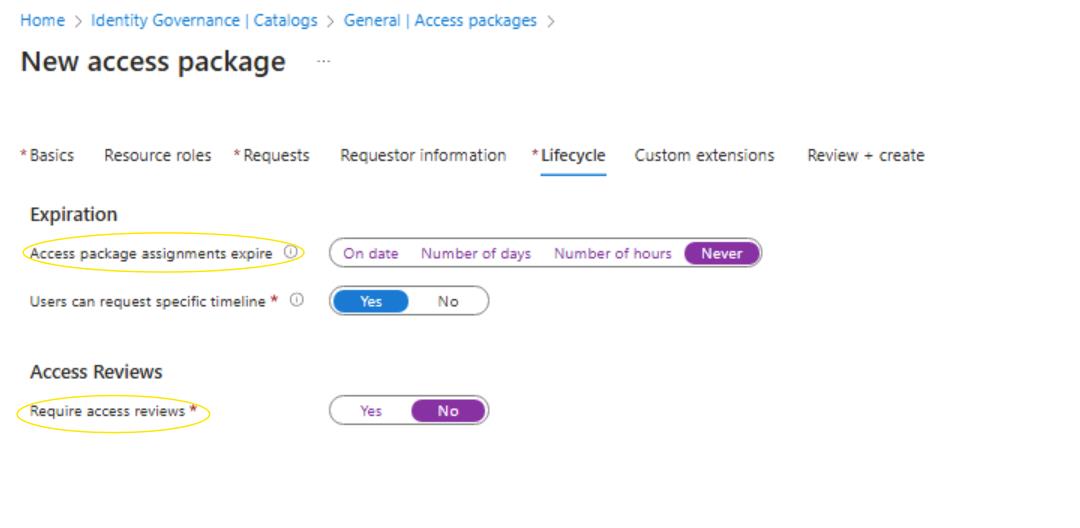 Home > Identity Governance | Catalogs > General | Access packages >
New access package ...
* Basics Resource roles * Requests Requestor information * Lifecycle Custom extensions Review + create
Expiration
Access package assignments expire On date Number of days Number of hours Never
Users can request specific timeline * Yes No
Access Reviews
Require access reviews * Yes No